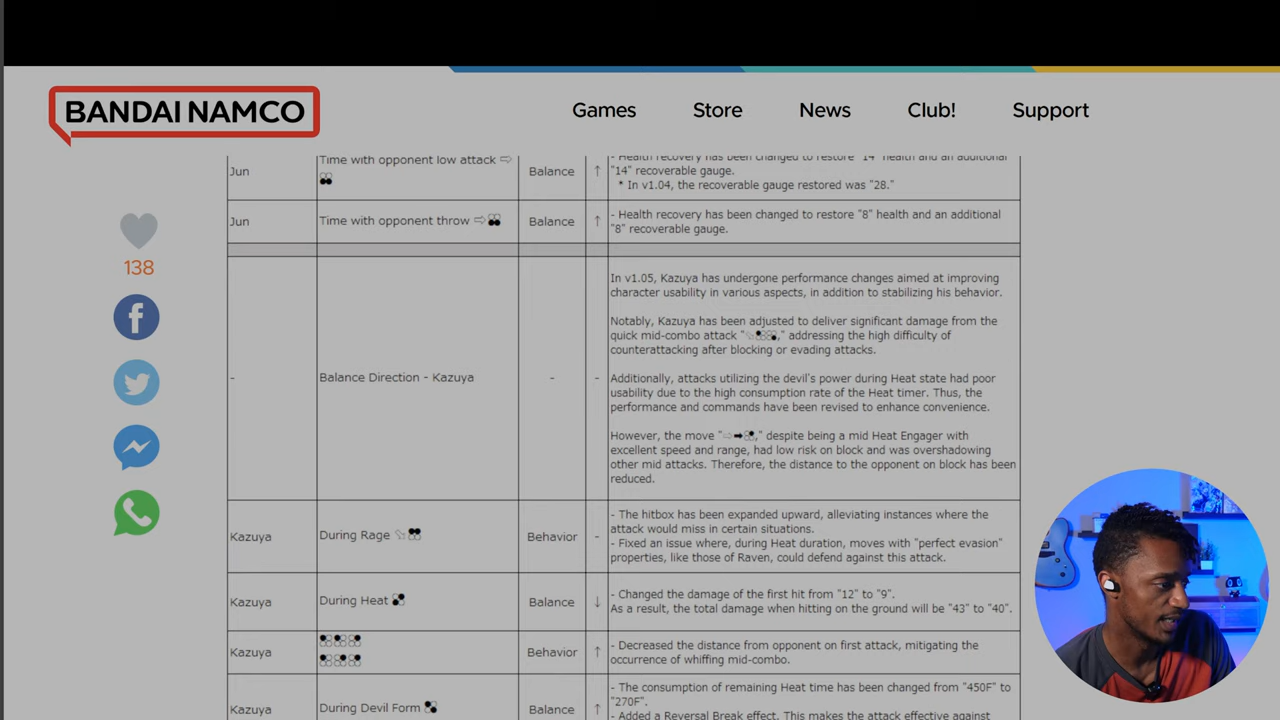 BANDAI NAMCO
Games
Store
News
Club!
Support
138
Jun
Time with opponent low attack ⇨
Balance
↑
- Health recovery has been changed to restore "14" health and an additional
"14" recoverable gauge.
* In v1.04, the recoverable gauge restored was "28."
Jun
Time with opponent throw ⇨
Balance
↑
- Health recovery has been changed to restore "8" health and an additional
"8" recoverable gauge.
-
Balance Direction - Kazuya
-
-
In v1.05, Kazuya has undergone performance changes aimed at improving
character usability in various aspects, in addition to stabilizing his behavior.
Notably, Kazuya has been adjusted to deliver significant damage from the
quick mid-combo attack "," addressing the high difficulty of
counterattacking after blocking or evading attacks.
Additionally, attacks utilizing the devil's power during Heat state had poor
usability due to the high consumption rate of the Heat timer. Thus, the
performance and commands have been revised to enhance convenience.
However, the move "⇨➡," despite being a mid Heat Engager with
excellent speed and range, had low risk on block and was overshadowing
other mid attacks. Therefore, the distance to the opponent on block has been
reduced.
Kazuya
During Rage
Behavior
-
- The hitbox has been expanded upward, alleviating instances where the
attack would miss in certain situations.
- Fixed an issue where, during Heat duration, moves with "perfect evasion"
properties, like those of Raven, could defend against this attack.
Kazuya
During Heat
Balance
↓
- Changed the damage of the first hit from "12" to "9".
As a result, the total damage when hitting on the ground will be "43" to "40".
Kazuya
Behavior
↑
- Decreased the distance from opponent on first attack, mitigating the
occurrence of whiffing mid-combo.
Kazuya
During Devil Form
Balance
↑
- The consumption of remaining Heat time has been changed from "450F" to
"270F".
- Added a Reversal Break effect. This makes the attack effective against